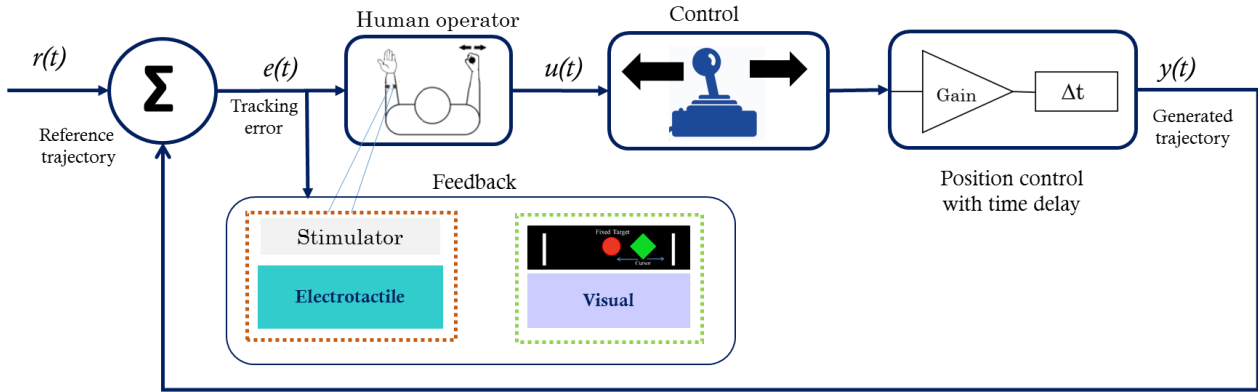 Human operator
Control
r(t)
Σ
e(t)
u(t)
y(t)
Gain
Δt
Reference
trajectory
Tracking
error
Generated
trajectory
Feedback
Position control
with time delay
Stimulator
Electrotactile
Fixed Target
Cursor
Visual